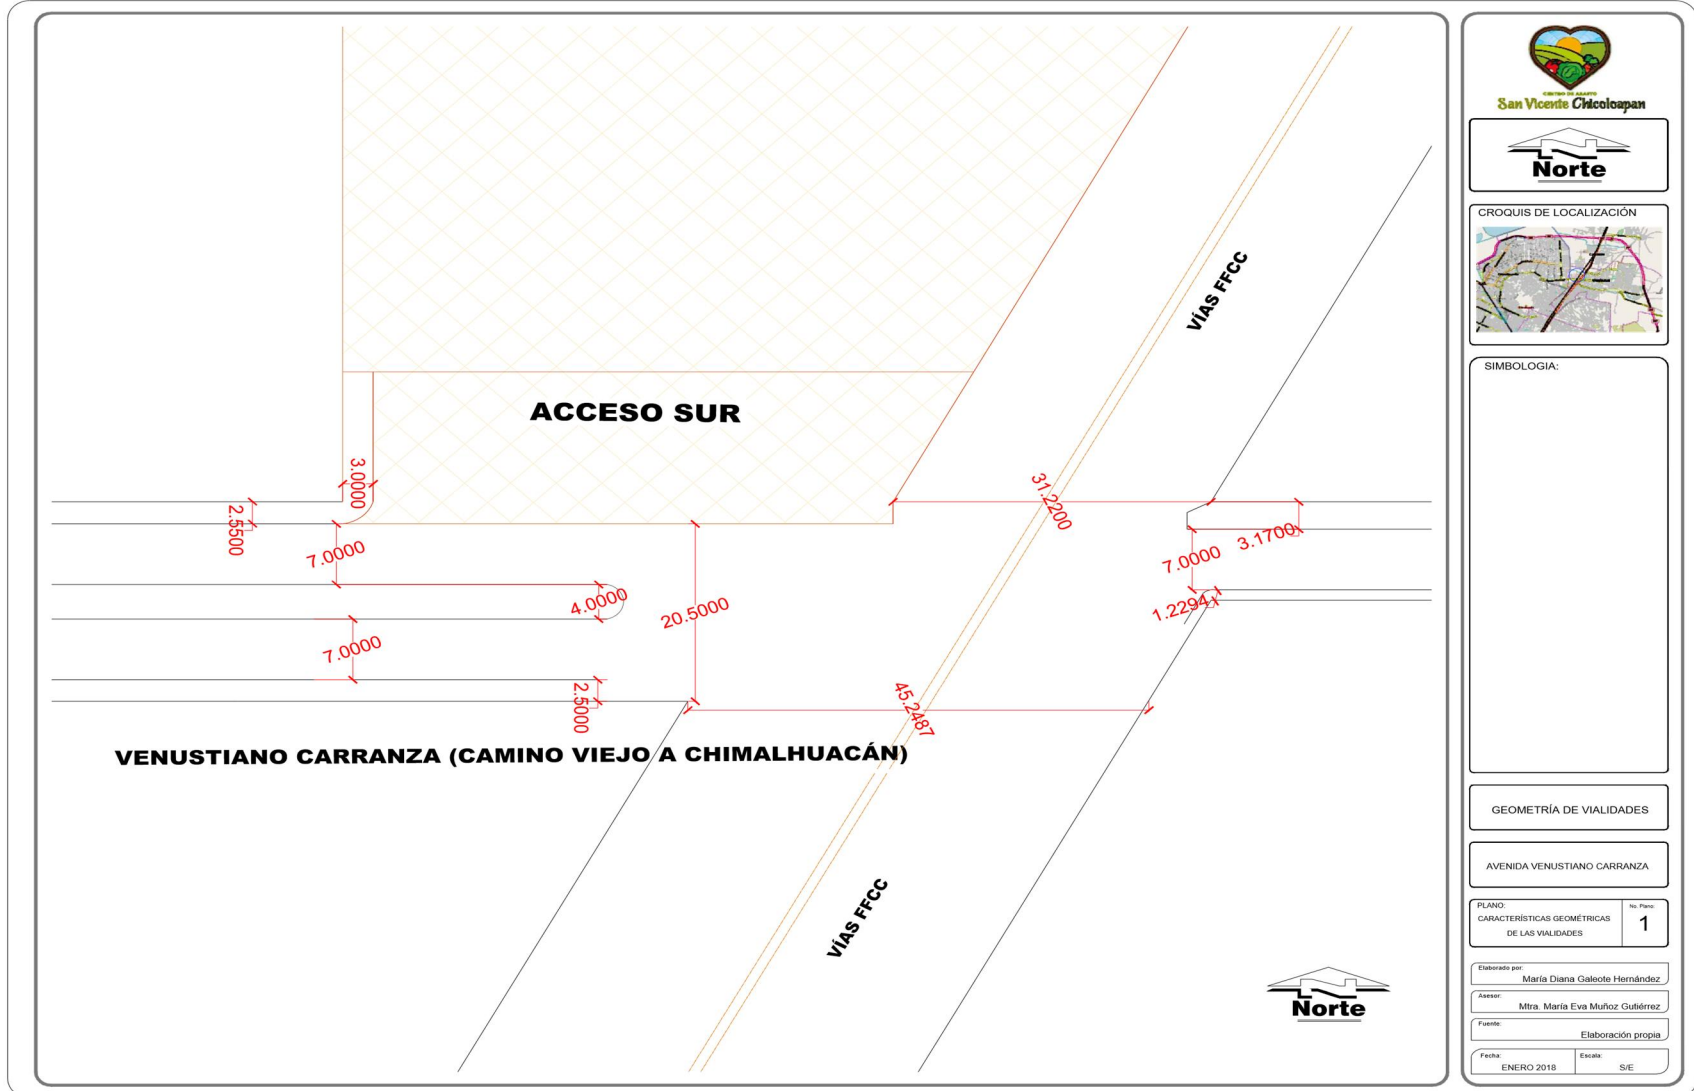 VÍAS FFCC
ACCESO SUR
3.0000
31.2200
2.5500
7.0000
3.1700
7.0000
4.0000
20.5000
1.2294
7.0000
2.5000
45.2487
VENUSTIANO CARRANZA (CAMINO VIEJO A CHIMALHUACÁN)
VÍAS FFCC
Norte
CENTRO DE ABASTO
San Vicente Chicoloapan
Norte
CROQUIS DE LOCALIZACIÓN
SIMBOLOGIA:
GEOMETRÍA DE VIALIDADES
AVENIDA VENUSTIANO CARRANZA
PLANO:
CARACTERÍSTICAS GEOMÉTRICAS
DE LAS VIALIDADES
No. Plano:
1
Elaborado por:
María Diana Galeote Hernández
Asesor:
Mtra. María Eva Muñoz Gutiérrez
Fuente:
Elaboración propia
Fecha:
ENERO 2018
Escala:
S/E